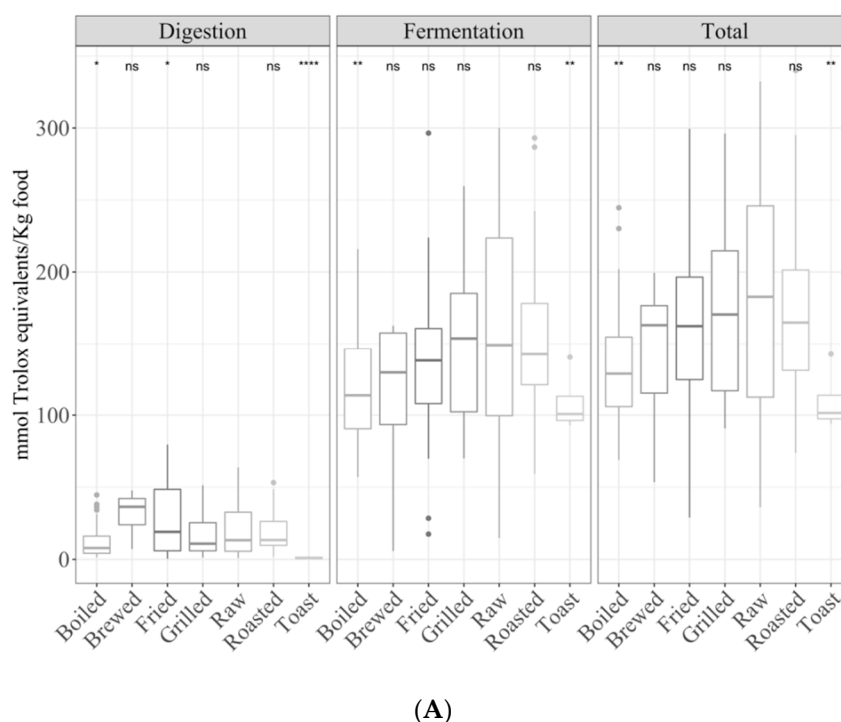 Digestion Fermentation Total
* ns * ns ns **** ** ns ns ns ns ** ** ns ns ns ns **
mmol Trolox equivalents/Kg food
300
200
100
0
Boiled Brewed Fried Grilled Raw Roasted Toast Boiled Brewed Fried Grilled Raw Roasted Toast Boiled Brewed Fried Grilled Raw Roasted Toast
(A)